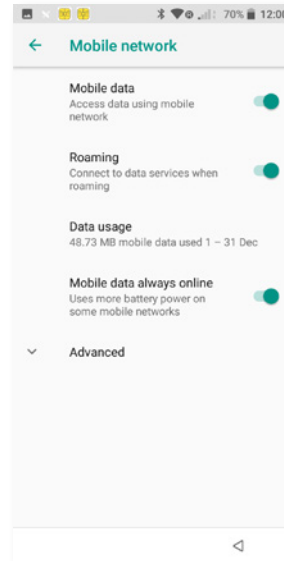 70% 12:00
Mobile network
Mobile data
Access data using mobile
network
Roaming
Connect to data services when
roaming
Data usage
48.73 MB mobile data used 1 – 31 Dec
Mobile data always online
Uses more battery power on
some mobile networks
Advanced